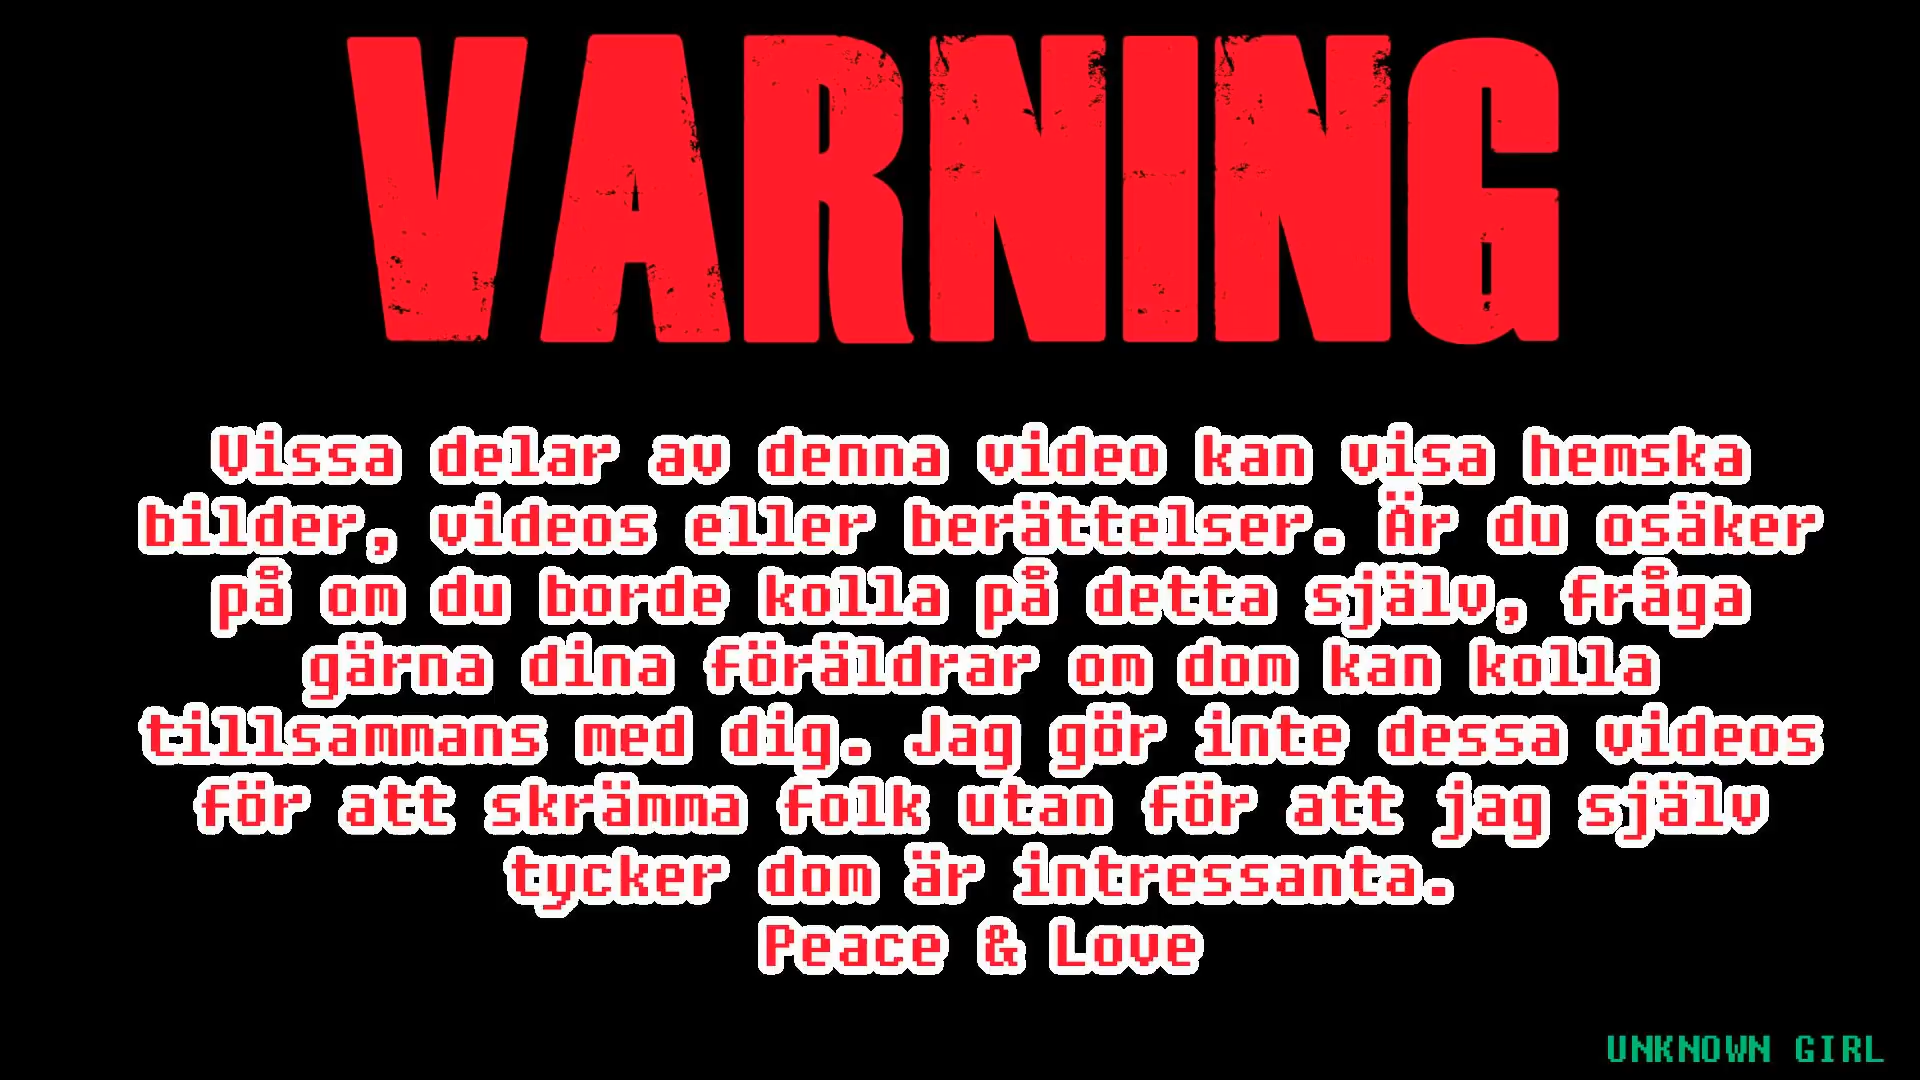 VARNING
Vissa delar av denna video kan visa hemska
bilder, videos eller berättelser. Är du osäker
på om du borde kolla på detta själv, fråga
gärna dina föräldrar om dom kan kolla
tillsammans med dig. Jag gör inte dessa videos
för att skrämma folk utan för att jag själv
tycker dom är intressanta.
Peace & Love
UNKNOWN GIRL